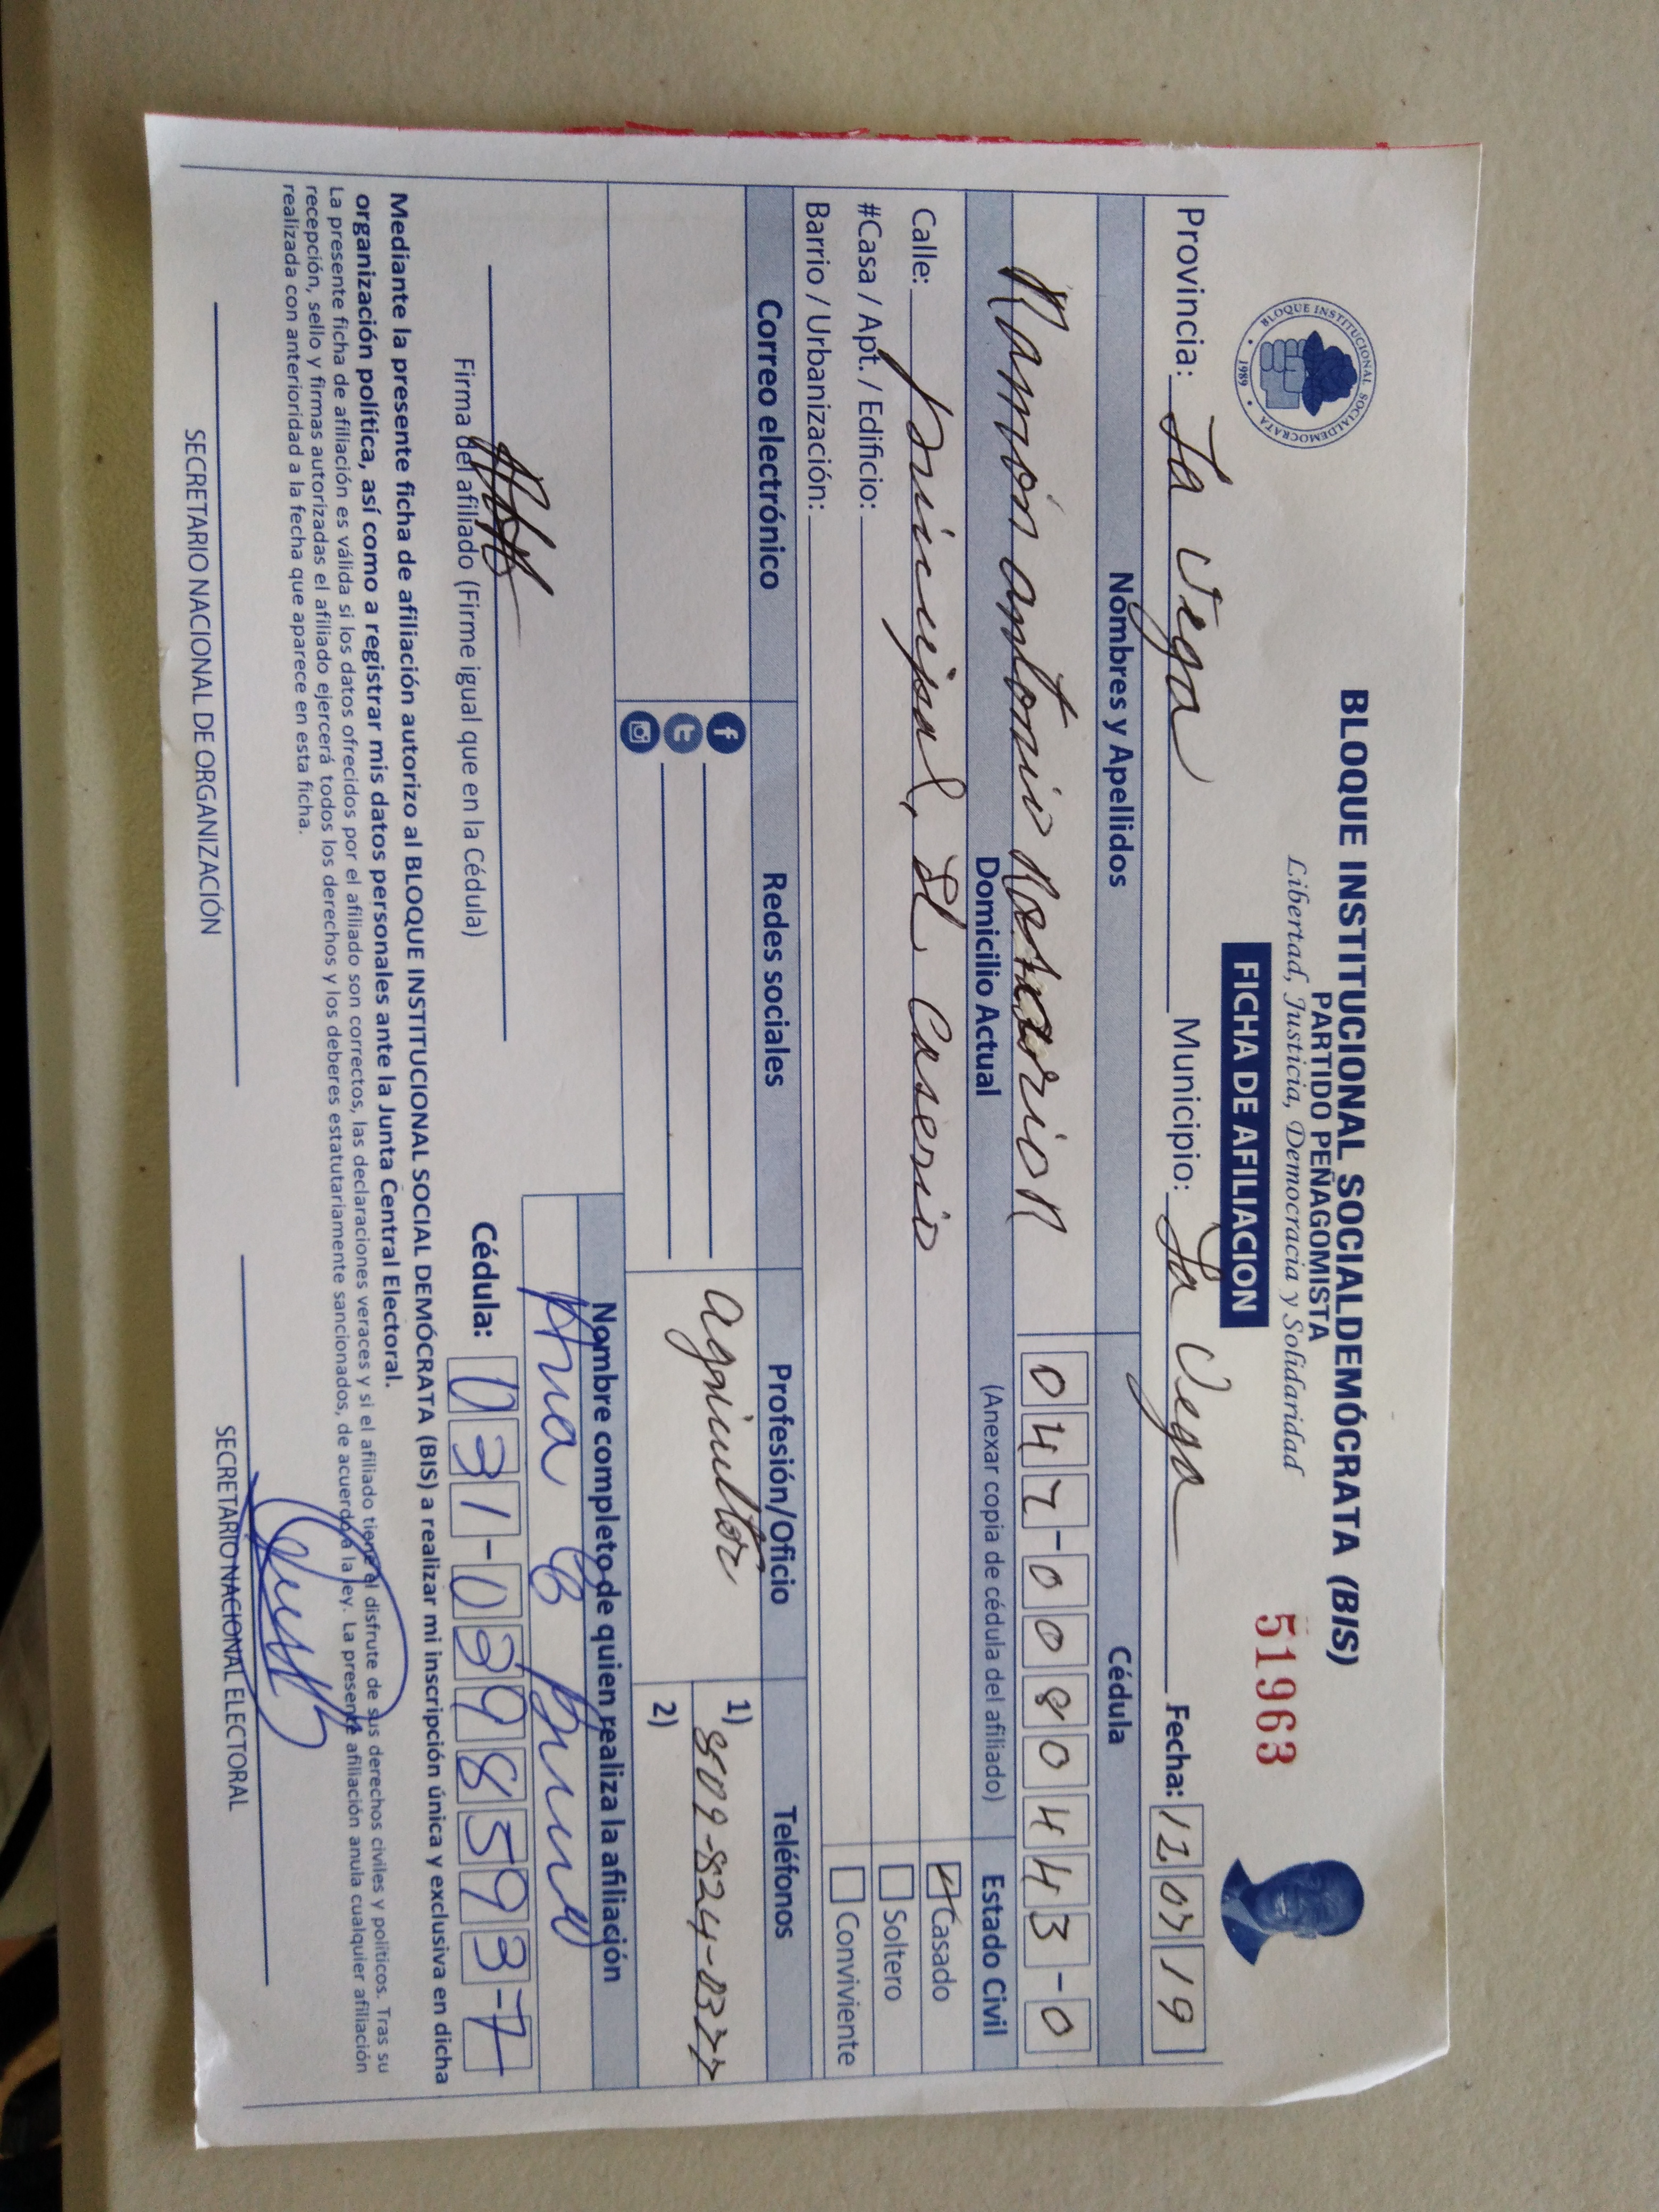 BLOQUE INSTITUCIONAL SOCIALDEMÓCRATA (BIS)
PARTIDO PEÑAGOMISTA
Libertad, Justicia, Democracia y Solidaridad
BLOQUE INSTITUCIONAL SOCIALDEMOCRATA
1989
FICHA DE AFILIACION
51963
Provincia: La Vega Municipio: La Vega Fecha: 12 07 19
Nombres y Apellidos Cédula
Ramón antonio Rosario R 047-0080443-0
Domicilio Actual (Anexar copia de cédula del afiliado) Estado Civil
Calle: principal, El Caserio Casado
#Casa / Apt. / Edificio: Soltero
Barrio / Urbanización: Conviviente
Correo electrónico Redes sociales Profesión/Oficio Teléfonos
agricultor 1) 809-824-0377
2)
Nombre completo de quien realiza la afiliación
Ana B
Firma del afiliado (Firme igual que en la Cédula) Cédula: 031-0298593-7
Mediante la presente ficha de afiliación autorizo al BLOQUE INSTITUCIONAL SOCIAL DEMÓCRATA (BIS) a realizar mi inscripción única y exclusiva en dicha
organización política, así como a registrar mis datos personales ante la Junta Central Electoral.
La presente ficha de afiliación es válida si los datos ofrecidos por el afiliado son correctos, las declaraciones veraces y si el afiliado tiene el disfrute de sus derechos civiles y políticos. Tras su
recepción, sello y firmas autorizadas el afiliado ejercerá todos los derechos y los deberes estatutariamente sancionados, de acuerdo a la ley. La presente afiliación anula cualquier afiliación
realizada con anterioridad a la fecha que aparece en esta ficha.
SECRETARIO NACIONAL DE ORGANIZACIÓN SECRETARIO NACIONAL ELECTORAL